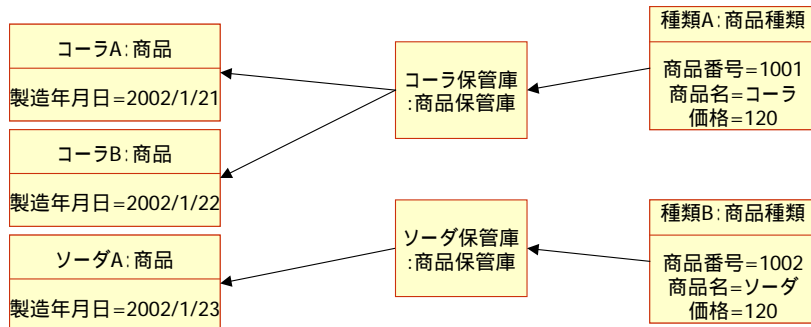 コーラA:商品
製造年月日=2002/1/21
コーラB:商品
製造年月日=2002/1/22
ソーダA:商品
製造年月日=2002/1/23
コーラ保管庫
:商品保管庫
ソーダ保管庫
:商品保管庫
種類A:商品種類
商品番号=1001
商品名=コーラ
価格=120
種類B:商品種類
商品番号=1002
商品名=ソーダ
価格=120